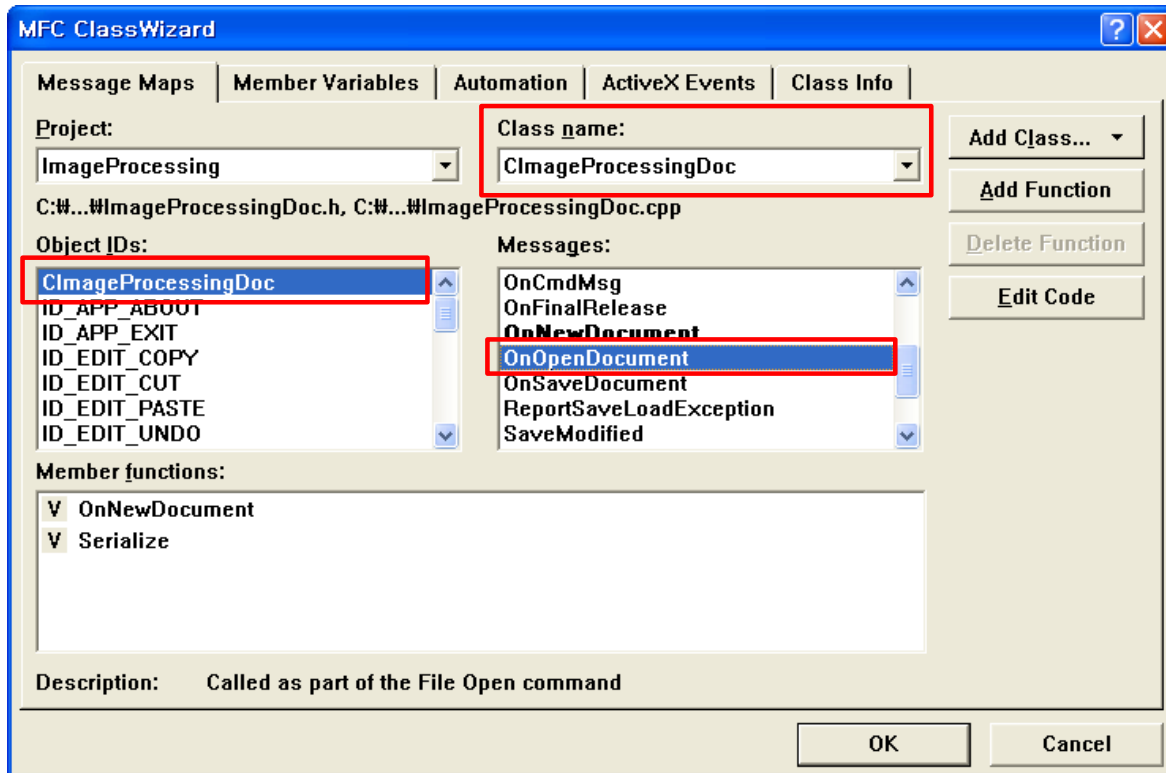 MFC ClassWizard
Message Maps Member Variables Automation ActiveX Events Class Info
Project:
ImageProcessing
Class name:
CImageProcessingDoc
Add Class...
Add Function
Delete Function
Edit Code
C:₩...₩ImageProcessingDoc.h, C:₩...₩ImageProcessingDoc.cpp
Object IDs:
CImageProcessingDoc
ID_APP_ABOUT
ID_APP_EXIT
ID_EDIT_COPY
ID_EDIT_CUT
ID_EDIT_PASTE
ID_EDIT_UNDO
Messages:
OnCmdMsg
OnFinalRelease
OnNewDocument
OnOpenDocument
OnSaveDocument
ReportSaveLoadException
SaveModified
Member functions:
V OnNewDocument
V Serialize
Description: Called as part of the File Open command
OK Cancel